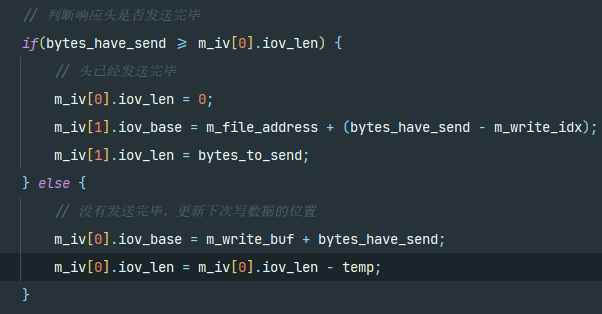 // 判断响应头是否发送完毕
if(bytes_have_send >= m_iv[0].iov_len) {
// 头已经发送完毕
m_iv[0].iov_len = 0;
m_iv[1].iov_base = m_file_address + (bytes_have_send - m_write_idx);
m_iv[1].iov_len = bytes_to_send;
} else {
// 没有发送完毕，更新下次写数据的位置
m_iv[0].iov_base = m_write_buf + bytes_have_send;
m_iv[0].iov_len = m_iv[0].iov_len - temp;
}